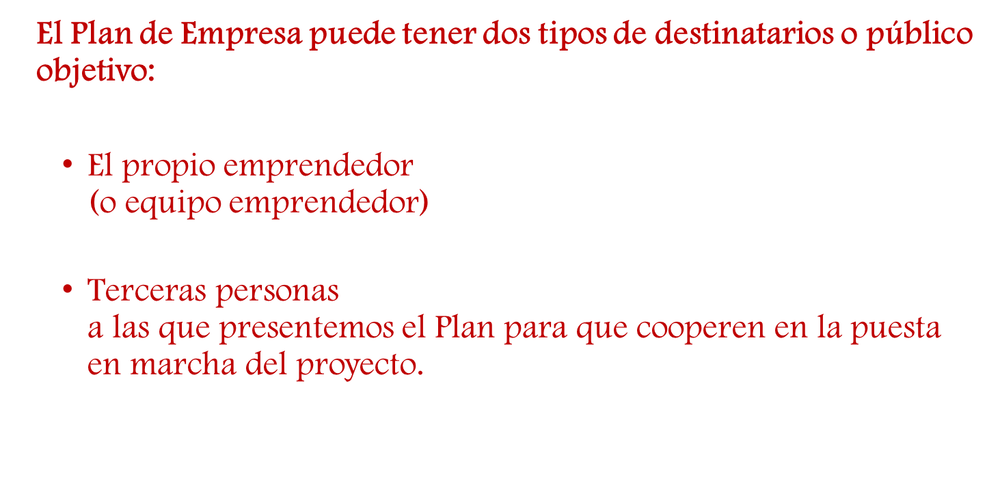 El Plan de Empresa puede tener dos tipos de destinatarios o público
objetivo:
• El propio emprendedor
(o equipo emprendedor)
• Terceras personas
a las que presentemos el Plan para que cooperen en la puesta
en marcha del proyecto.